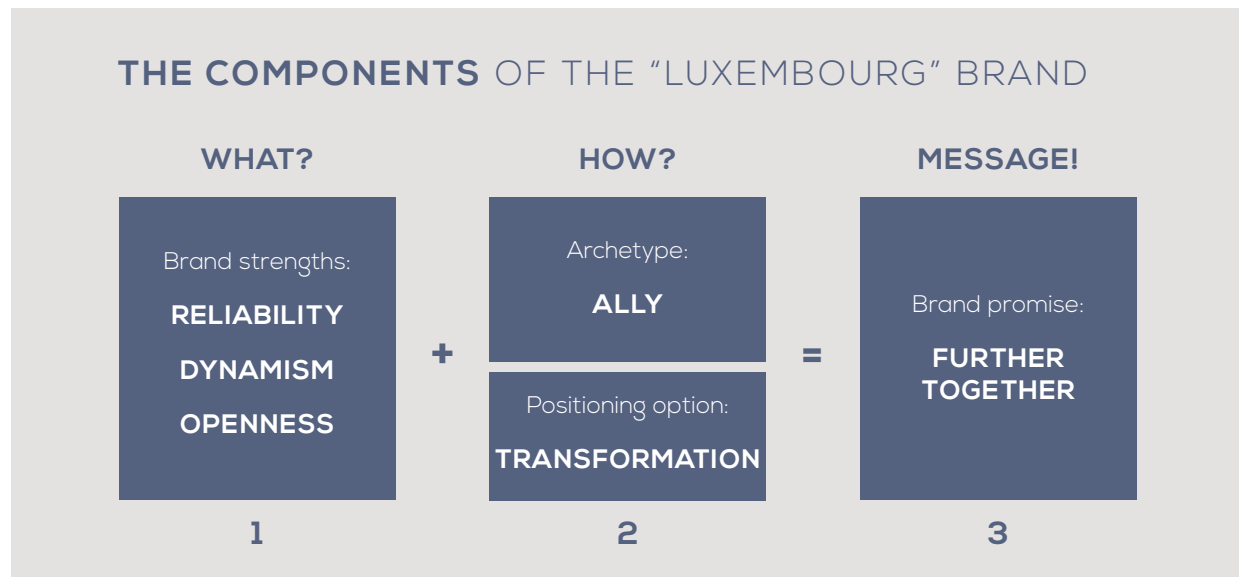 THE COMPONENTS OF THE “LUXEMBOURG” BRAND
WHAT?
Brand strengths:
RELIABILITY
DYNAMISM
OPENNESS
1
+
HOW?
Archetype:
ALLY
Positioning option:
TRANSFORMATION
2
=
MESSAGE!
Brand promise:
FURTHER
TOGETHER
3